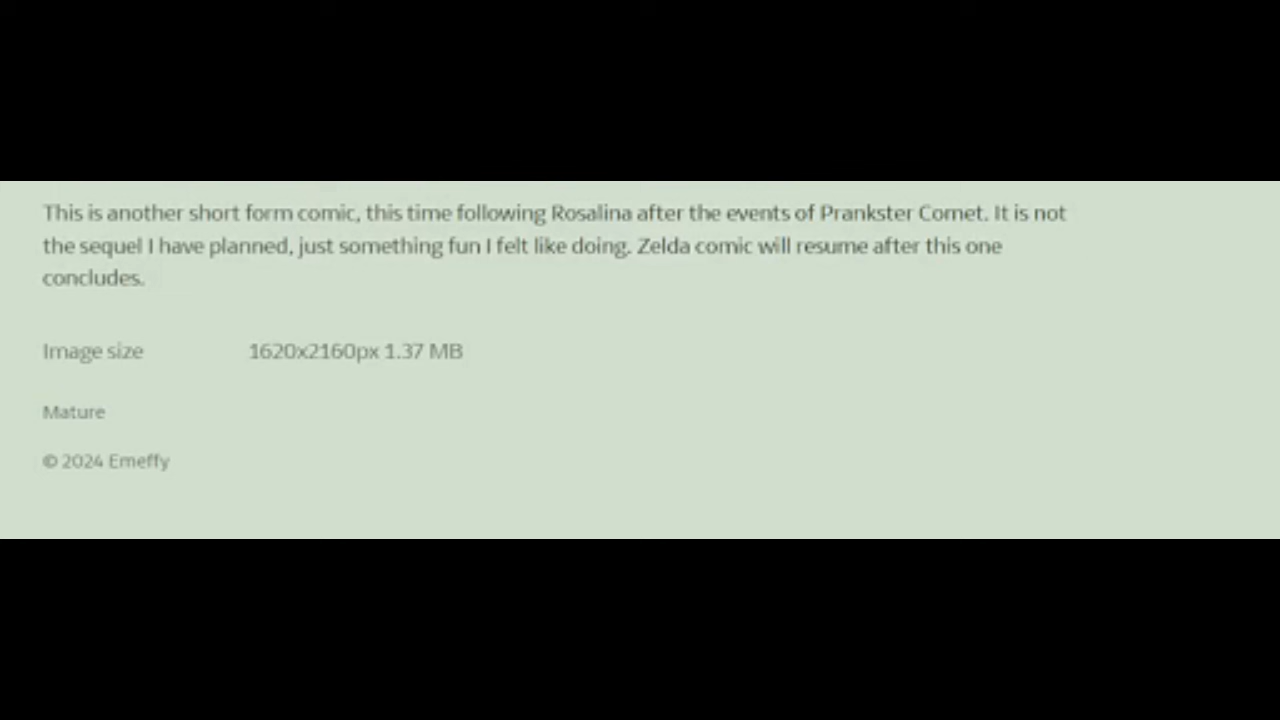 This is another short form comic, this time following Rosalina after the events of Prankster Comet. It is not
the sequel I have planned, just something fun I felt like doing. Zelda comic will resume after this one
concludes.
Image size 1620x2160px 1.37 MB
Mature
© 2024 Emeffy